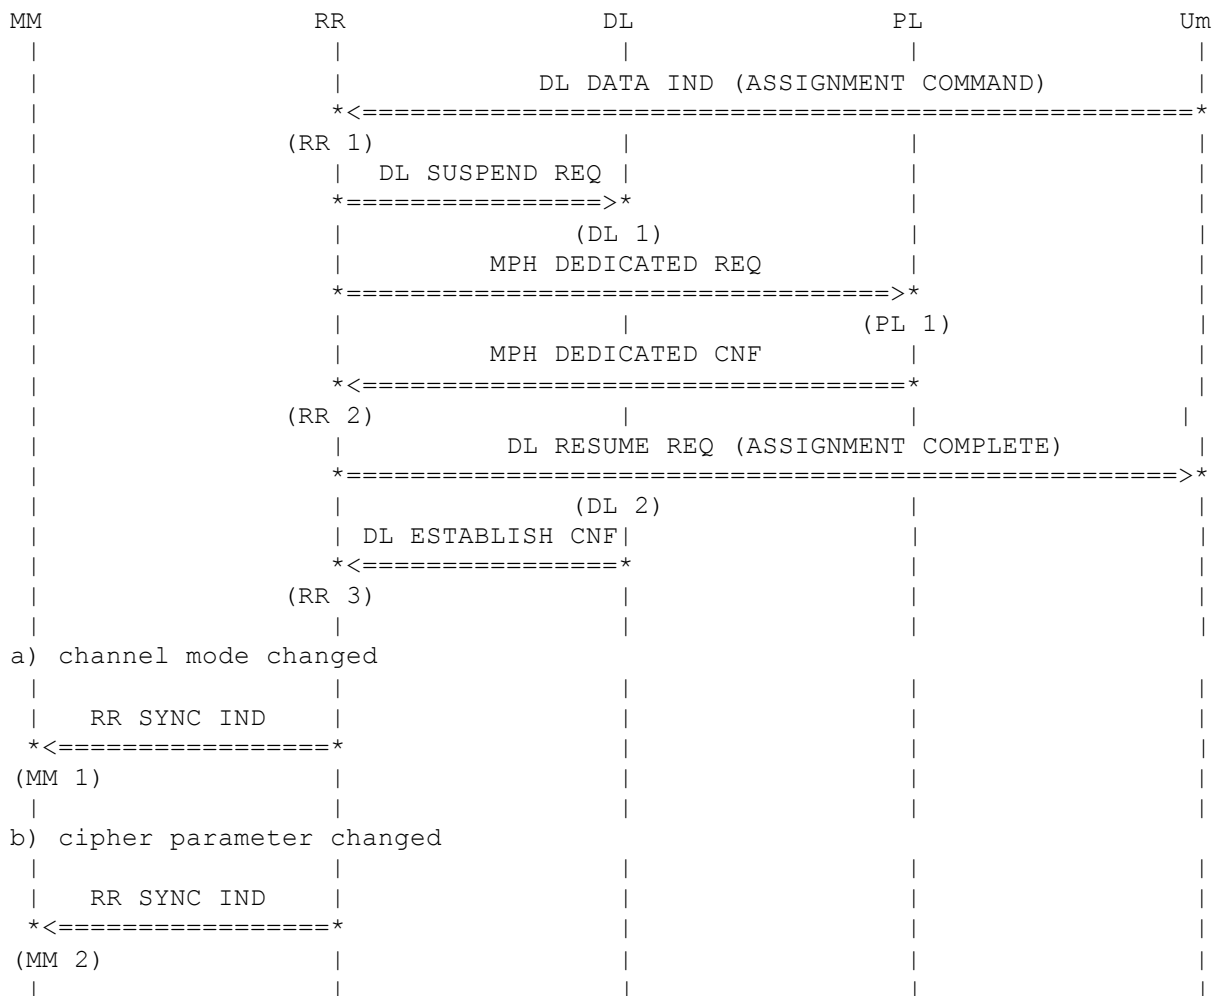 MM RR DL PL Um
DL DATA IND (ASSIGNMENT COMMAND)
(RR 1)
DL SUSPEND REQ
(DL 1)
MPH DEDICATED REQ
(PL 1)
MPH DEDICATED CNF
(RR 2)
DL RESUME REQ (ASSIGNMENT COMPLETE)
(DL 2)
DL ESTABLISH CNF
(RR 3)
a) channel mode changed
RR SYNC IND
(MM 1)
b) cipher parameter changed
RR SYNC IND
(MM 2)